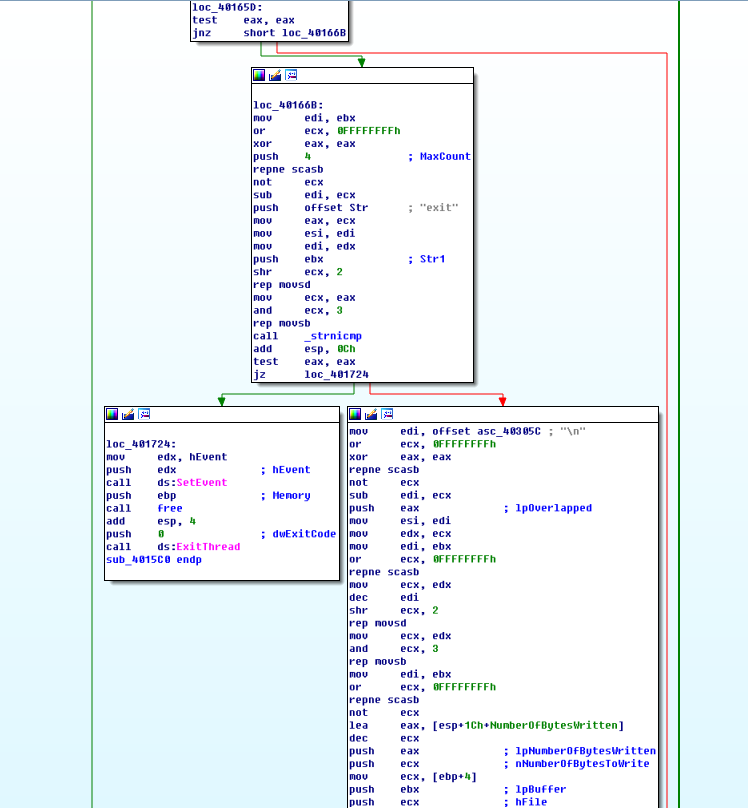 loc_40165D:
test    eax, eax
jnz     short loc_40166B
loc_40166B:
mov     edi, ebx
or      ecx, 0FFFFFFFFh
xor     eax, eax
push    4               ; MaxCount
repne scasb
not     ecx
sub     edi, ecx
push    offset Str      ; "exit"
mov     eax, ecx
mov     esi, edi
mov     edi, edx
push    ebx             ; Str1
shr     ecx, 2
rep movsd
mov     ecx, eax
and     ecx, 3
rep movsb
call    _strnicmp
add     esp, 0Ch
test    eax, eax
jz      loc_401724
loc_401724:
mov     edx, hEvent
push    edx             ; hEvent
call    ds:SetEvent
push    ebp             ; Memory
call    free
add     esp, 4
push    0               ; dwExitCode
call    ds:ExitThread
sub_4015C0 endp
mov     edi, offset asc_40305C ; "\n"
or      ecx, 0FFFFFFFFh
xor     eax, eax
repne scasb
not     ecx
sub     edi, ecx
push    eax             ; lpOverlapped
mov     esi, edi
mov     edx, ecx
mov     edi, ebx
or      ecx, 0FFFFFFFFh
repne scasb
mov     ecx, edx
dec     edi
shr     ecx, 2
rep movsd
mov     ecx, edx
and     ecx, 3
rep movsb
mov     edi, ebx
or      ecx, 0FFFFFFFFh
repne scasb
not     ecx
lea     eax, [esp+1Ch+NumberOfBytesWritten]
dec     ecx
push    eax             ; lpNumberOfBytesWritten
push    ecx             ; nNumberOfBytesToWrite
mov     ecx, [ebp+4]
push    ebx             ; lpBuffer
push    ecx             ; hFile